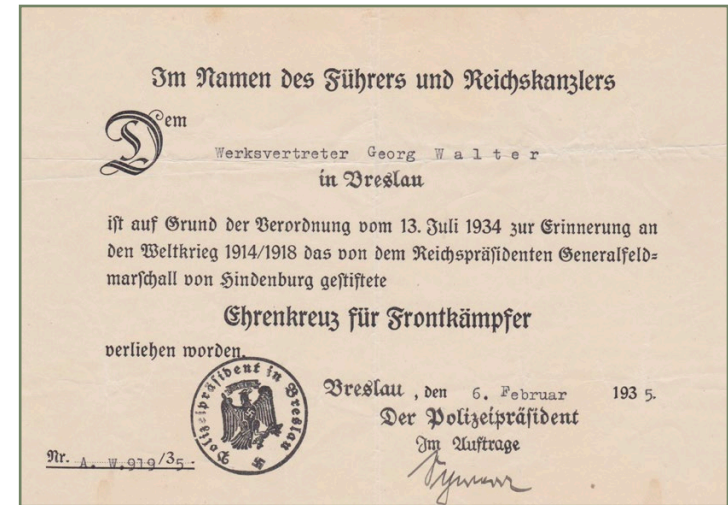 Im Namen des Führers und Reichskanzlers
Dem
Werksvertreter Georg Walter
in Breslau
ist auf Grund der Verordnung vom 13. Juli 1934 zur Erinnerung an
den Weltkrieg 1914/1918 das von dem Reichspräsidenten Generalfeld=
marschall von Hindenburg gestiftete
Ehrenkreuz für Frontkämpfer
verliehen worden.
Breslau, den 6. Februar 1935.
Der Polizeipräsident
Im Auftrage
Polizeipräsident in Breslau
Nr. A. W.919/35.